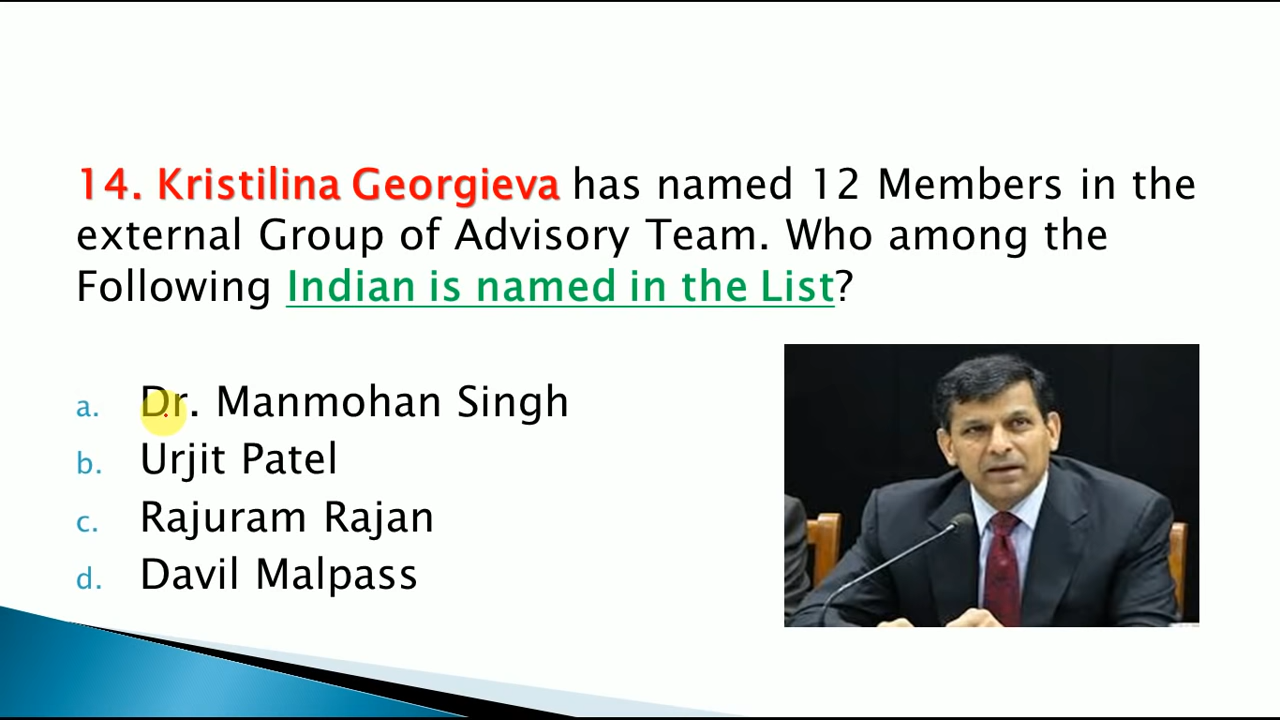 14. Kristilina Georgieva has named 12 Members in the
external Group of Advisory Team. Who among the
Following Indian is named in the List?
a. Dr. Manmohan Singh
b. Urjit Patel
c. Rajuram Rajan
d. Davil Malpass